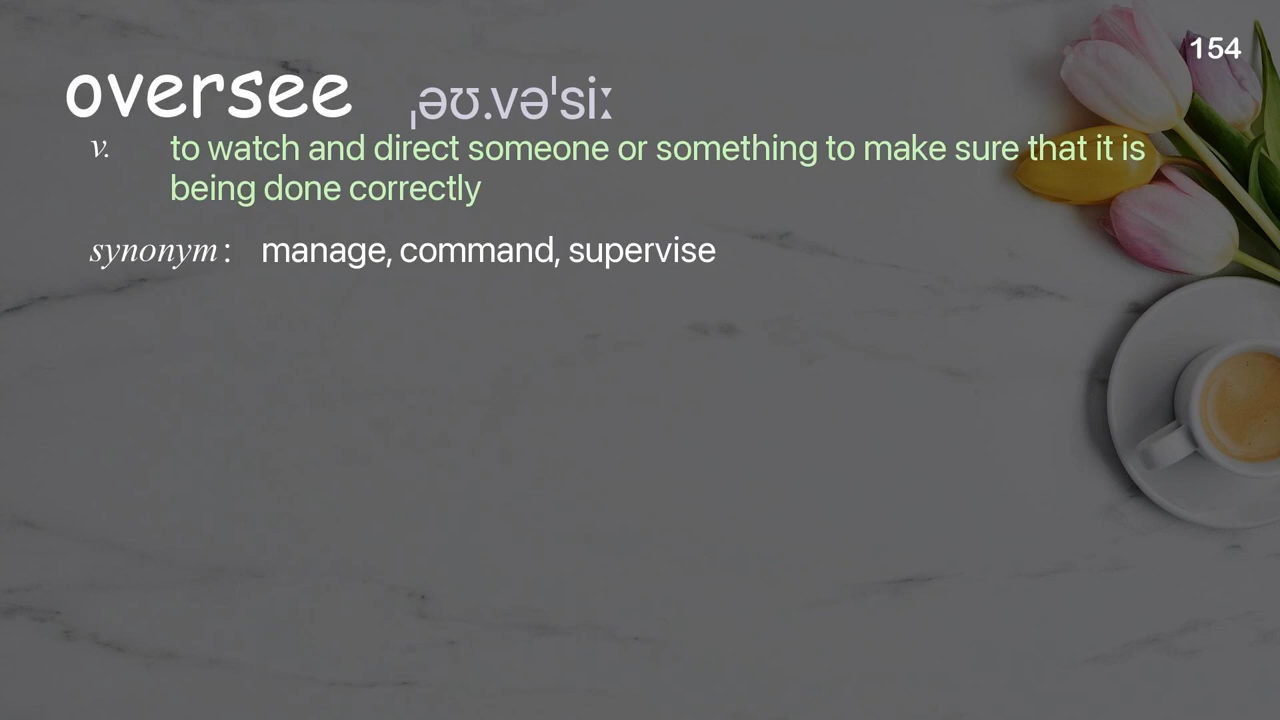 154
oversee ˌəʊ.vəˈsiː
v. to watch and direct someone or something to make sure that it is
being done correctly
synonym : manage, command, supervise